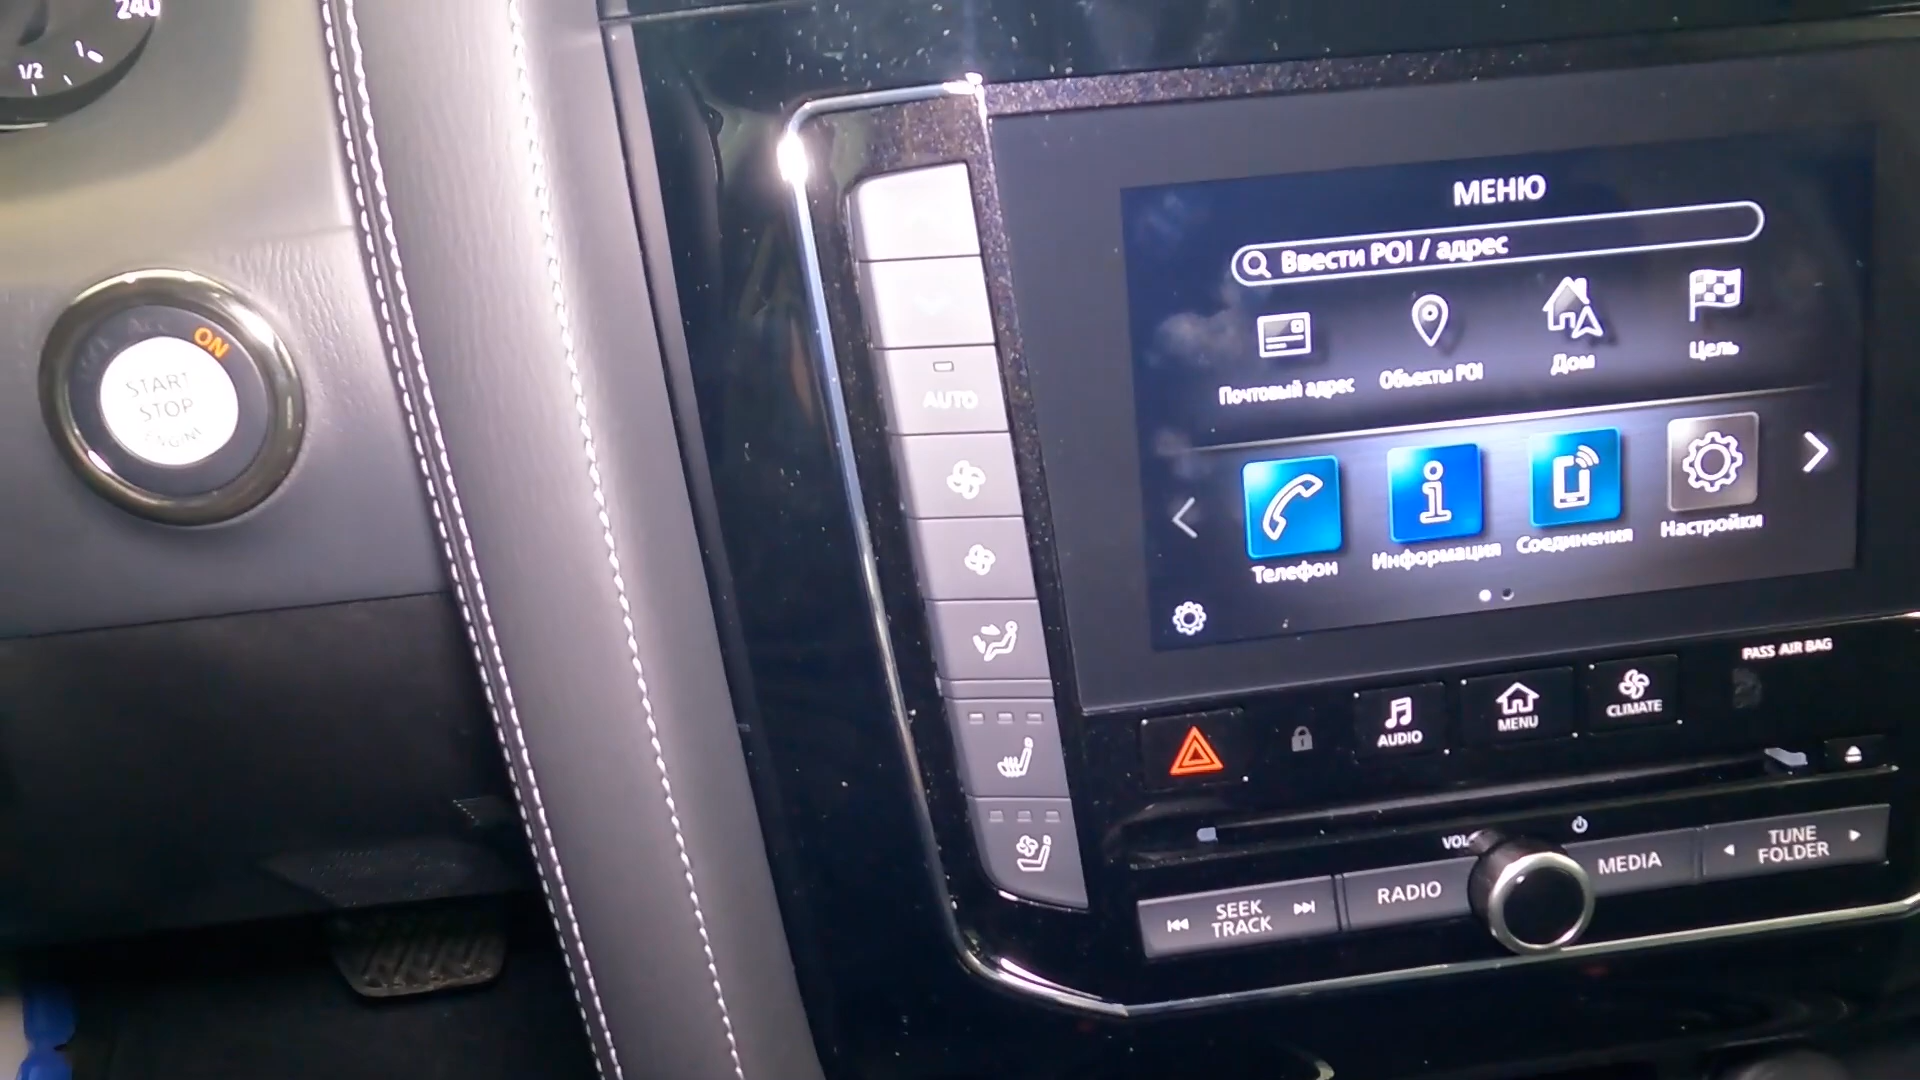 240
1/2
ON
START
STOP
ENGINE
AUTO
МЕНЮ
Ввести POI / адрес
Почтовый адрес
Объекты POI
Дом
Цель
Телефон
Информация
Соединения
Настройки
PASS AIR BAG
AUDIO
MENU
CLIMATE
VOL
SEEK
TRACK
RADIO
MEDIA
TUNE
FOLDER